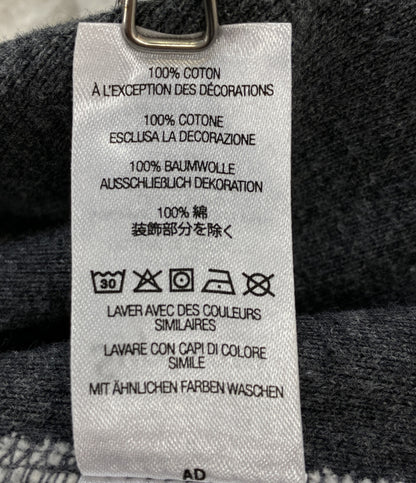 100% COTON
À L'EXCEPTION DES DÉCORATIONS
100% COTONE
ESCLUSA LA DECORAZIONE
100% BAUMWOLLE
AUSSCHLIEßLICH DEKORATION
100% 綿
装飾部分を除く
30
LAVER AVEC DES COULEURS
SIMILAIRES
LAVARE CON CAPI DI COLORE
SIMILE
MIT ÄHNLICHEN FARBEN WASCHEN
AD